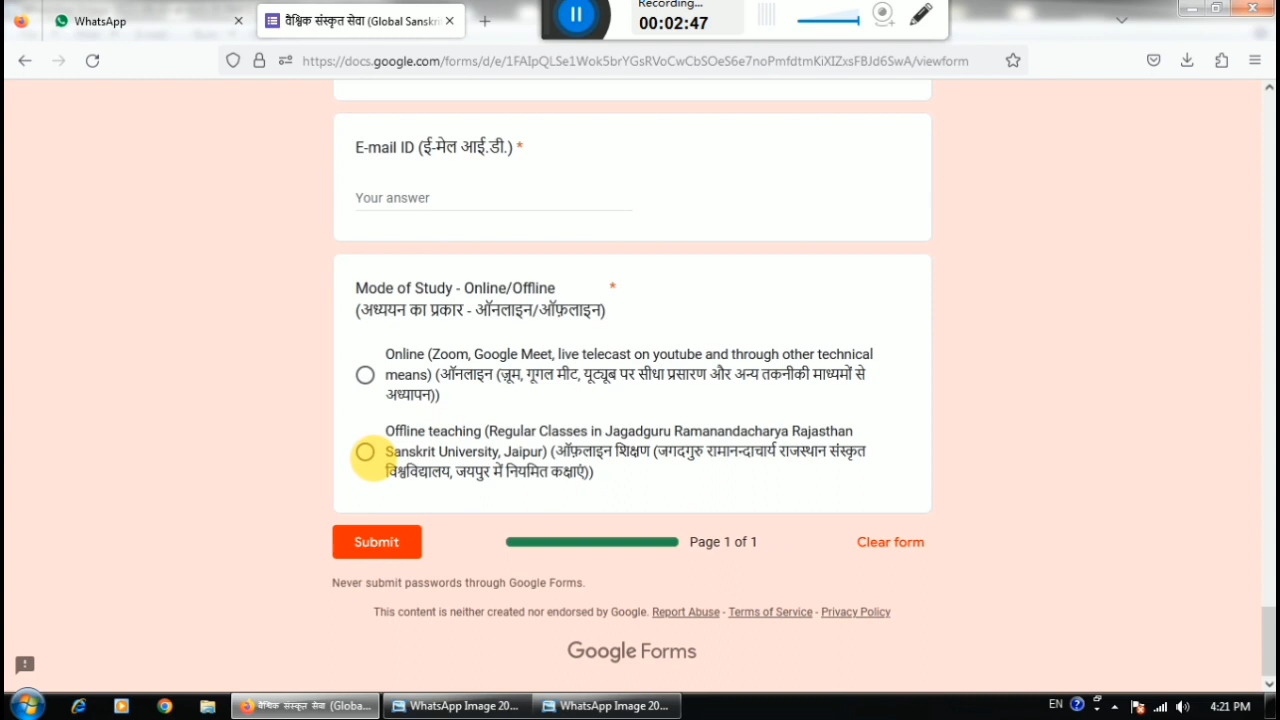 Recording...
00:02:47
WhatsApp
वैश्विक संस्कृत सेवा (Global Sanskri
https://docs.google.com/forms/d/e/1FAIpQLSe1Wok5brYGsRVoCwCbSOeS6e7noPmfdtmKiXIZxsFBJd6SwA/viewform
E-mail ID (ई-मेल आई.डी.) *
Your answer
Mode of Study - Online/Offline *
(अध्ययन का प्रकार - ऑनलाइन/ऑफ़लाइन)
Online (Zoom, Google Meet, live telecast on youtube and through other technical
means) (ऑनलाइन (ज़ूम, गूगल मीट, यूट्यूब पर सीधा प्रसारण और अन्य तकनीकी माध्यमों से
अध्यापन))
Offline teaching (Regular Classes in Jagadguru Ramanandacharya Rajasthan
Sanskrit University, Jaipur) (ऑफ़लाइन शिक्षण (जगदगुरु रामानन्दाचार्य राजस्थान संस्कृत
विश्वविद्यालय, जयपुर में नियमित कक्षाएं))
Submit
Page 1 of 1
Clear form
Never submit passwords through Google Forms.
This content is neither created nor endorsed by Google. Report Abuse - Terms of Service - Privacy Policy
Google Forms
वैश्विक संस्कृत सेवा (Globa...
WhatsApp Image 20...
WhatsApp Image 20...
EN
4:21 PM